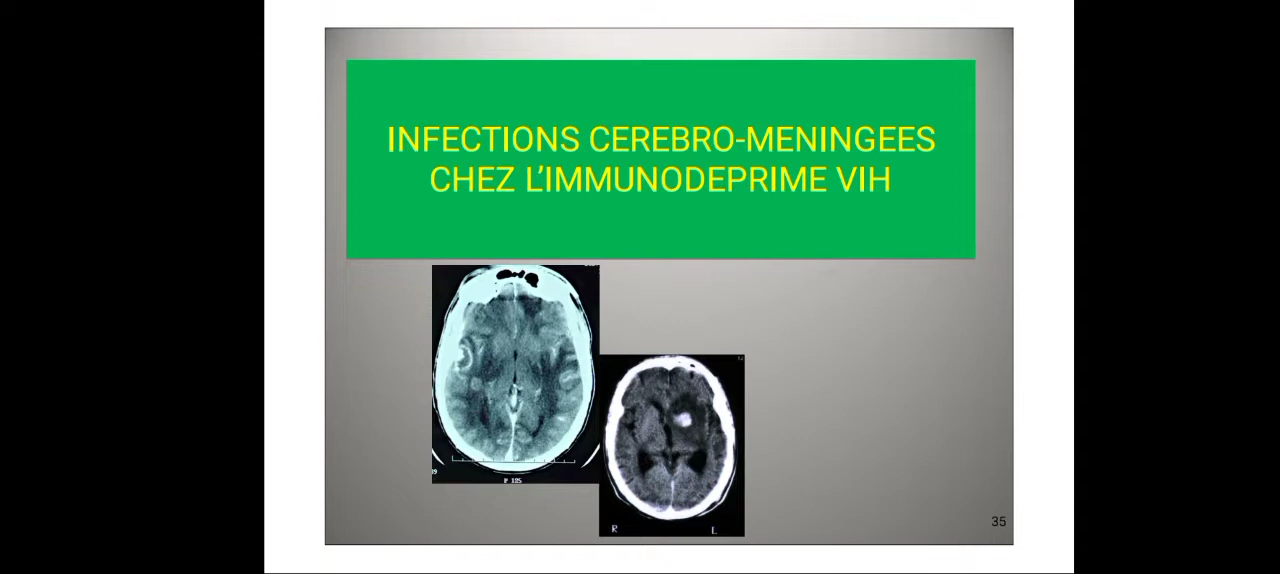 INFECTIONS CEREBRO-MENINGEES
CHEZ L’IMMUNODEPRIME VIH
R
L
35